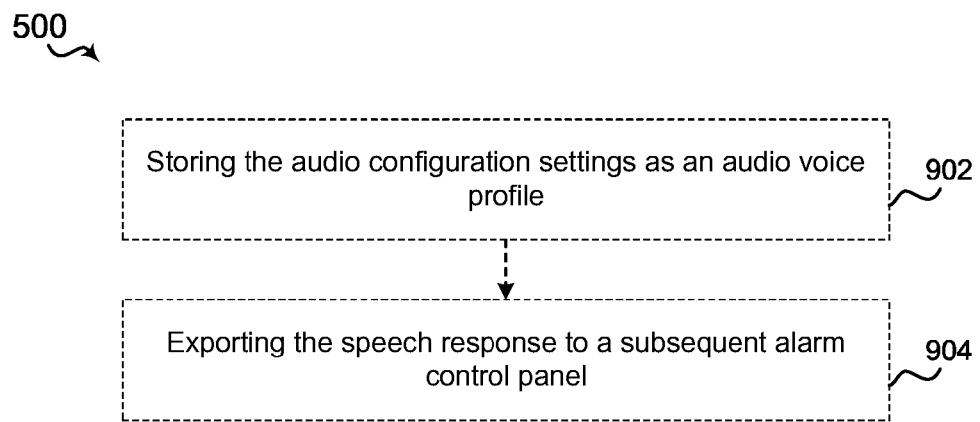 500
Storing the audio configuration settings as an audio voice
profile
902
Exporting the speech response to a subsequent alarm
control panel
904